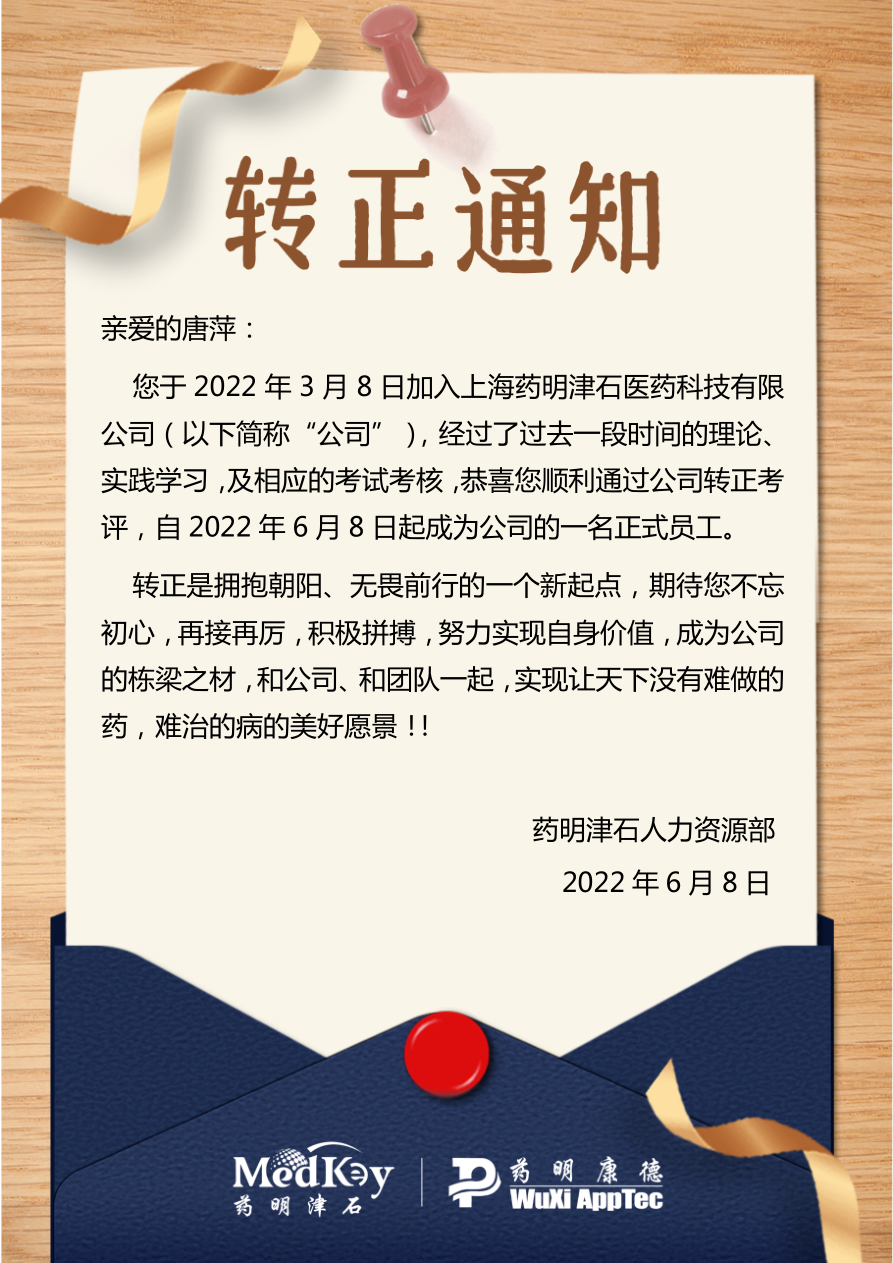 转正通知
亲爱的唐萍：
您于 2022 年 3 月 8 日加入上海药明津石医药科技有限
公司（以下简称“公司”），经过了过去一段时间的理论、
实践学习，及相应的考试考核，恭喜您顺利通过公司转正考
评，自 2022 年 6 月 8 日起成为公司的一名正式员工。
转正是拥抱朝阳、无畏前行的一个新起点，期待您不忘
初心，再接再厉，积极拼搏，努力实现自身价值，成为公司
的栋梁之材，和公司、和团队一起，实现让天下没有难做的
药，难治的病的美好愿景！！
药明津石人力资源部
2022 年 6 月 8 日
MedKey
药明津石
药明康德
WuXi AppTec